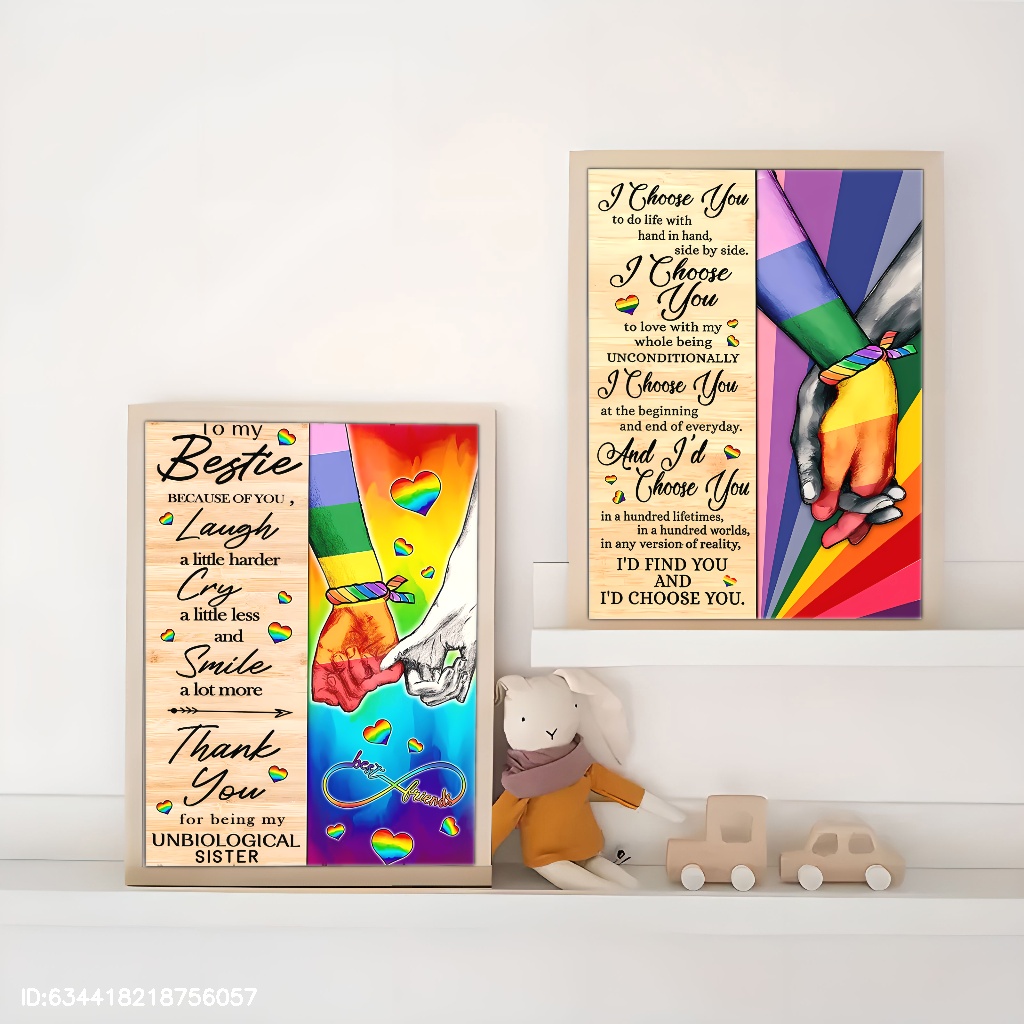 To my
Bestie
BECAUSE OF YOU ,
Laugh
a little harder
Cry
a little less
and
Smile
a lot more
Thank
You
for being my
UNBIOLOGICAL
SISTER
best
friends
I Choose You
to do life with
hand in hand,
side by side.
I Choose
You
to love with my
whole being
UNCONDITIONALLY
I Choose You
at the beginning
and end of everyday.
And I'd
Choose You
in a hundred lifetimes,
in a hundred worlds,
in any version of reality,
I'D FIND YOU
AND
I'D CHOOSE YOU.
ID:634418218756057